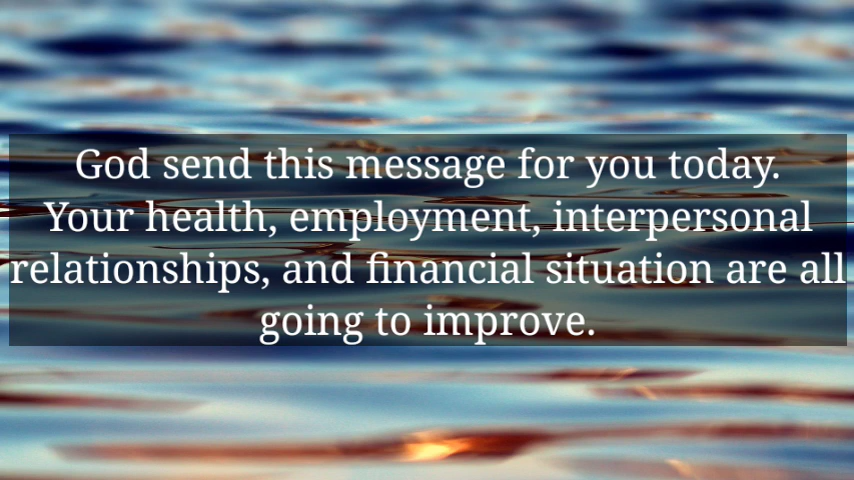 God send this message for you today.
Your health, employment, interpersonal
relationships, and financial situation are all
going to improve.